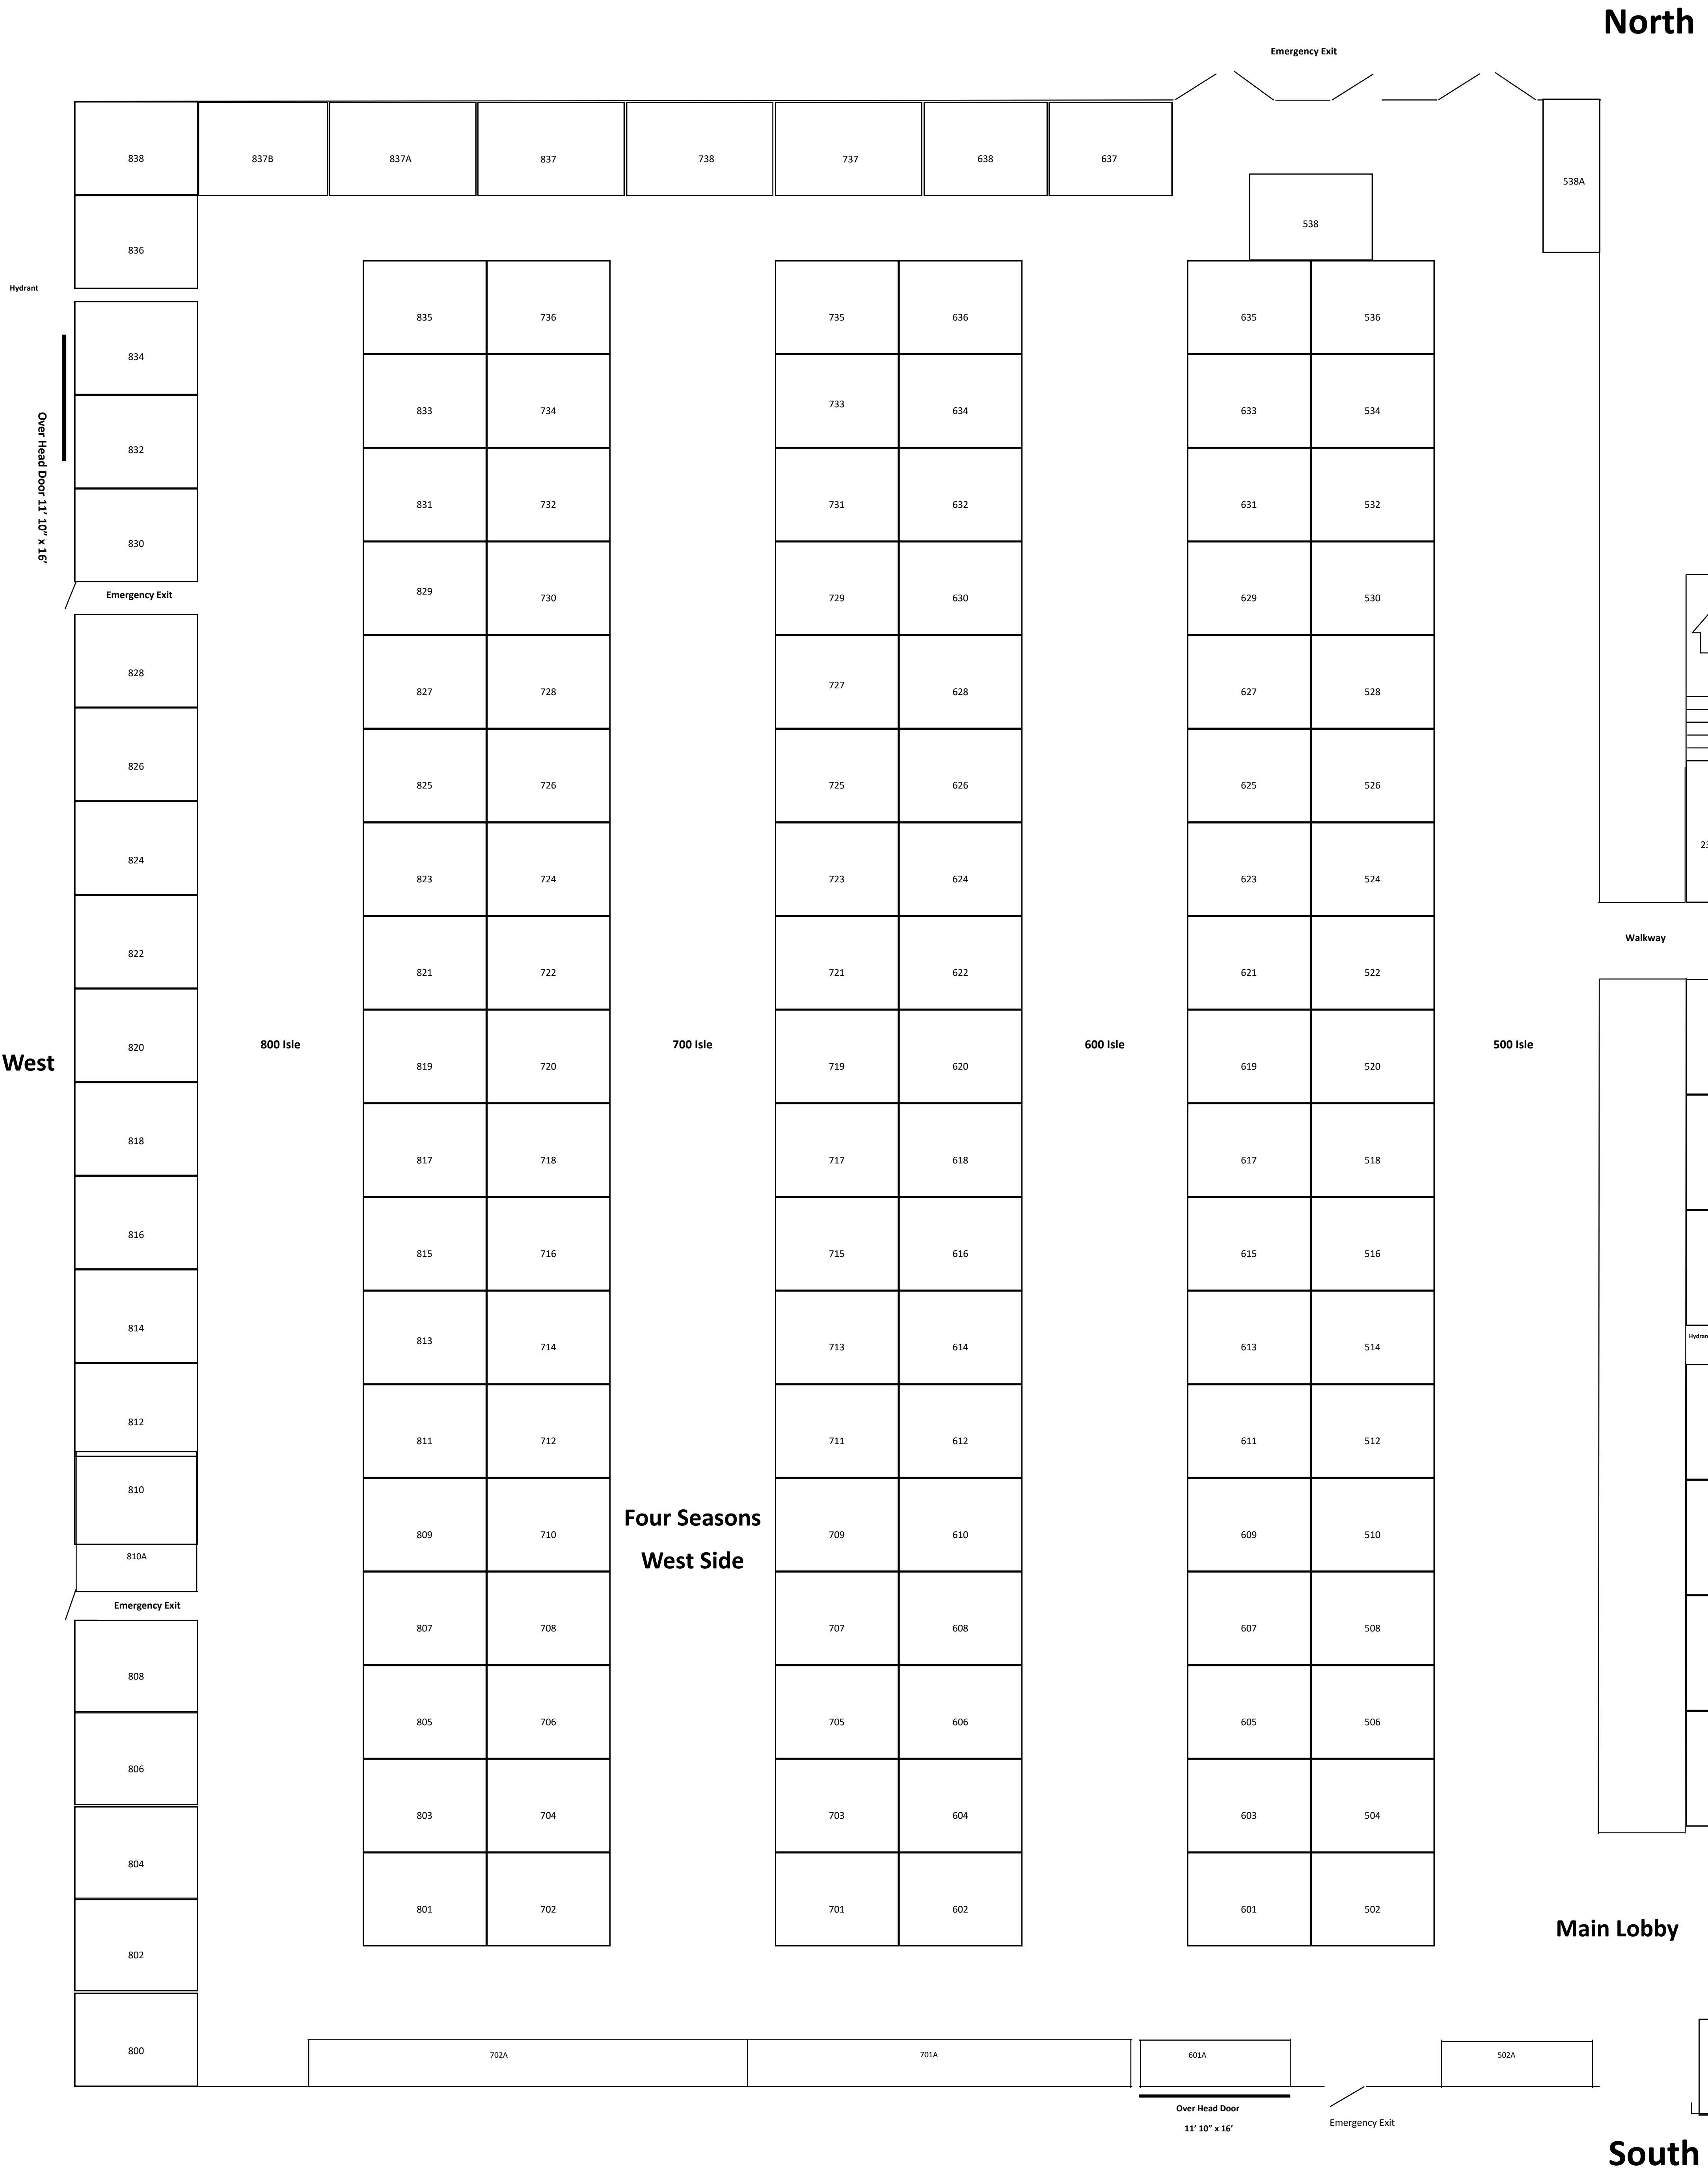 North
Emergency Exit
838 837B 837A 837 738 737 638 637
538A
538
836
Hydrant
835 736 735 636 635 536
834
833 734 733 634 633 534
832
Over Head Door 11’ 10” x 16’
831 732 731 632 631 532
830
829 730 729 630 629 530
Emergency Exit
828
827 728 727 628 627 528
826
825 726 725 626 625 526
824
823 724 723 624 623 524
822
Walkway
821 722 721 622 621 522
820
800 Isle 700 Isle 600 Isle 500 Isle
West
819 720 719 620 619 520
818
817 718 717 618 617 518
816
815 716 715 616 615 516
814
813 714 713 614 613 514
812
811 712 711 612 611 512
810
Four Seasons
809 710 709 610 609 510
810A
West Side
Emergency Exit
807 708 707 608 607 508
808
805 706 705 606 605 506
806
803 704 703 604 603 504
804
801 702 701 602 601 502
Main Lobby
802
800
702A 701A 601A 502A
Over Head Door
11’ 10” x 16’
Emergency Exit
South